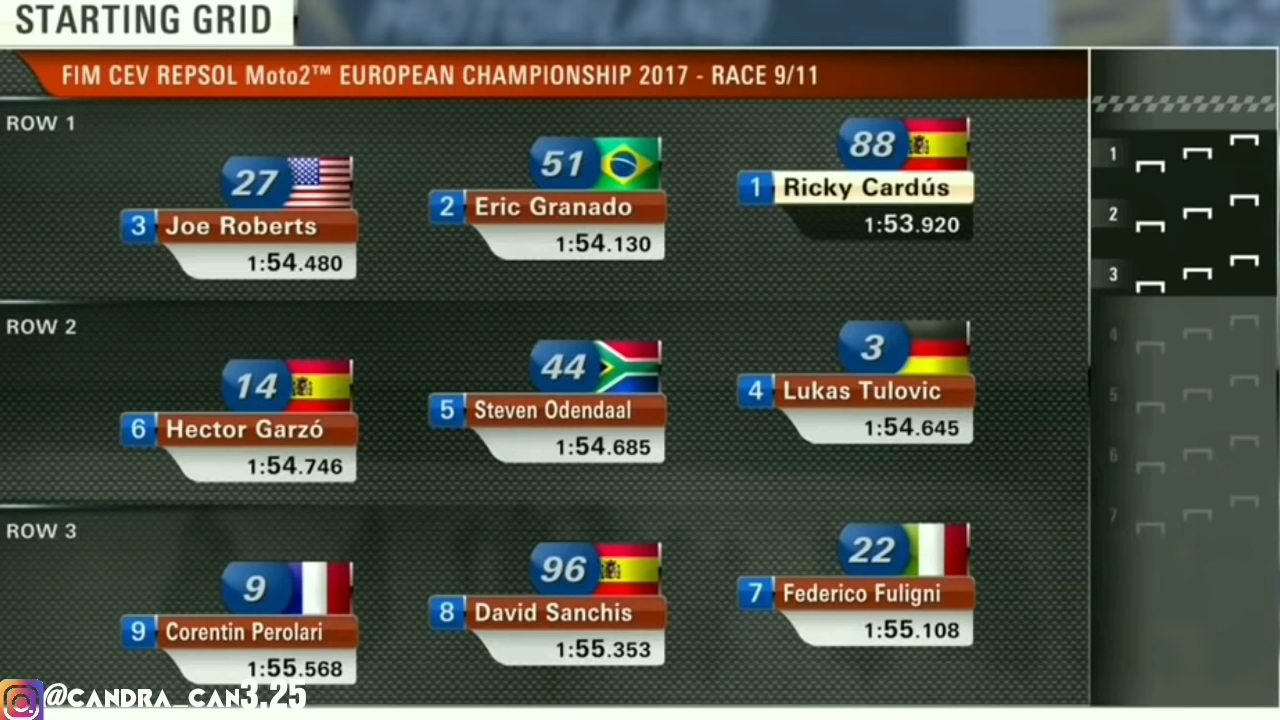 STARTING GRID
FIM CEV REPSOL Moto2™ EUROPEAN CHAMPIONSHIP 2017 - RACE 9/11
ROW 1
27
3 Joe Roberts
1:54.480
51
2 Eric Granado
1:54.130
88
1 Ricky Cardús
1:53.920
ROW 2
14
6 Hector Garzó
1:54.746
44
5 Steven Odendaal
1:54.685
3
4 Lukas Tulovic
1:54.645
ROW 3
9
9 Corentin Perolari
1:55.568
96
8 David Sanchis
1:55.353
22
7 Federico Fuligni
1:55.108
1
2
3
4
5
6
7
@CANDRA_CAN3.25